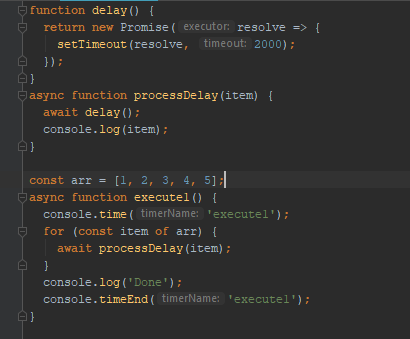 function delay() {
return new Promise( executor: resolve => {
setTimeout(resolve, timeout: 2000);
});
}
async function processDelay(item) {
await delay();
console.log(item);
}
const arr = [1, 2, 3, 4, 5];
async function execute1() {
console.time( timerName: 'execute1');
for (const item of arr) {
await processDelay(item);
}
console.log('Done');
console.timeEnd( timerName: 'execute1');
}